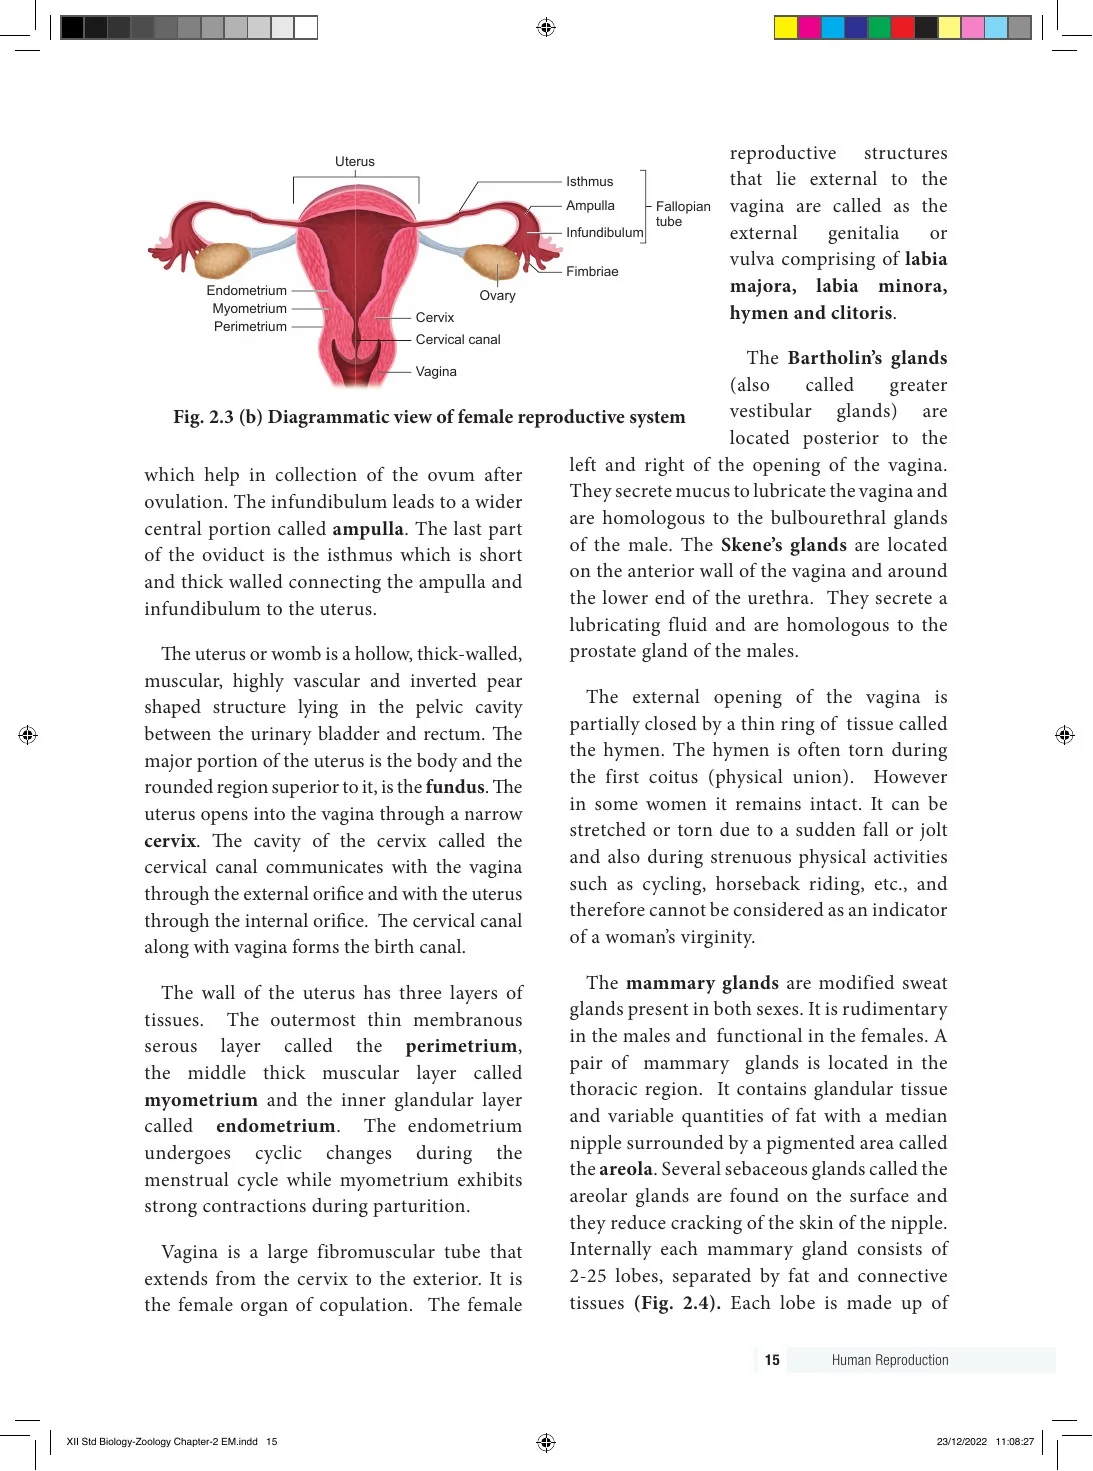 Uterus
Isthmus
Ampulla
Infundibulum
Fallopian
tube
Fimbriae
Ovary
Endometrium
Myometrium
Perimetrium
Cervix
Cervical canal
Vagina
Fig. 2.3 (b) Diagrammatic view of female reproductive system
which help in collection of the ovum after
ovulation. The infundibulum leads to a wider
central portion called ampulla. The last part
of the oviduct is the isthmus which is short
and thick walled connecting the ampulla and
infundibulum to the uterus.
The uterus or womb is a hollow, thick-walled,
muscular, highly vascular and inverted pear
shaped structure lying in the pelvic cavity
between the urinary bladder and rectum. The
major portion of the uterus is the body and the
rounded region superior to it, is the fundus. The
uterus opens into the vagina through a narrow
cervix. The cavity of the cervix called the
cervical canal communicates with the vagina
through the external orifice and with the uterus
through the internal orifice. The cervical canal
along with vagina forms the birth canal.
The wall of the uterus has three layers of
tissues. The outermost thin membranous
serous layer called the perimetrium,
the middle thick muscular layer called
myometrium and the inner glandular layer
called endometrium. The endometrium
undergoes cyclic changes during the
menstrual cycle while myometrium exhibits
strong contractions during parturition.
Vagina is a large fibromuscular tube that
extends from the cervix to the exterior. It is
the female organ of copulation. The female
reproductive structures
that lie external to the
vagina are called as the
external genitalia or
vulva comprising of labia
majora, labia minora,
hymen and clitoris.
The Bartholin's glands
(also called greater
vestibular glands) are
located posterior to the
left and right of the opening of the vagina.
They secrete mucus to lubricate the vagina and
are homologous to the bulbourethral glands
of the male. The Skene's glands are located
on the anterior wall of the vagina and around
the lower end of the urethra. They secrete a
lubricating fluid and are homologous to the
prostate gland of the males.
The external opening of the vagina is
partially closed by a thin ring of tissue called
the hymen. The hymen is often torn during
the first coitus (physical union). However
in some women it remains intact. It can be
stretched or torn due to a sudden fall or jolt
and also during strenuous physical activities
such as cycling, horseback riding, etc., and
therefore cannot be considered as an indicator
of a woman's virginity.
The mammary glands are modified sweat
glands present in both sexes. It is rudimentary
in the males and functional in the females. A
pair of mammary glands is located in the
thoracic region. It contains glandular tissue
and variable quantities of fat with a median
nipple surrounded by a pigmented area called
the areola. Several sebaceous glands called the
areolar glands are found on the surface and
they reduce cracking of the skin of the nipple.
Internally each mammary gland consists of
2-25 lobes, separated by fat and connective
tissues (Fig. 2.4). Each lobe is made up of
15 Human Reproduction
XII Std Biology-Zoology Chapter-2 EM.indd 15
23/12/2022 11:08:27